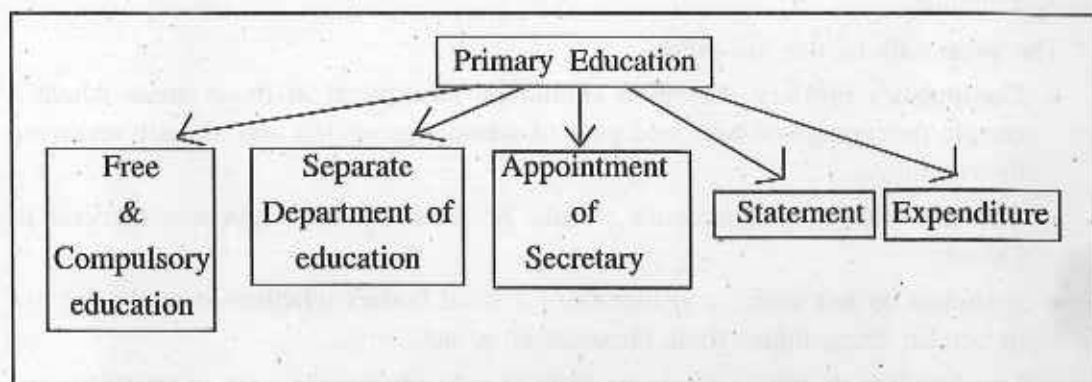 Primary Education
Free
&
Compulsory
education
Separate
Department of
education
Appointment
of
Secretary
Statement
Expenditure